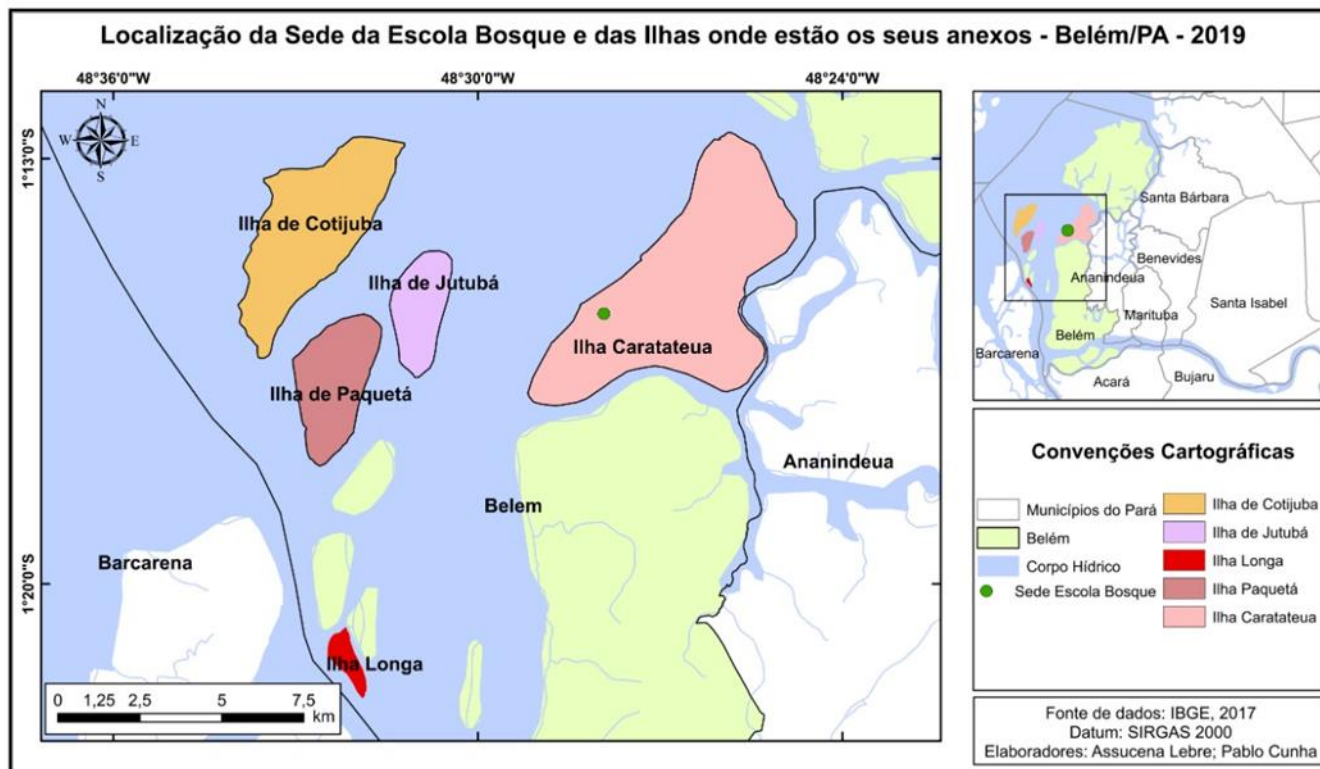 Localização da Sede da Escola Bosque e das Ilhas onde estão os seus anexos - Belém/PA - 2019
48°36'0"W
48°30'0"W
48°24'0"W
1°13'0"S
1°20'0"S
N
W
E
S
Ilha de Cotijuba
Ilha de Jutubá
Ilha Caratateua
Ilha de Paquetá
Ananindeua
Belem
Barcarena
Ilha Longa
0 1,25 2,5 5 7,5
km
Santa Bárbara
Benevides
Ananindeua
Santa Isabel
Marituba
Belém
Barcarena
Acará
Bujaru
Convenções Cartográficas
Municípios do Pará
Belém
Corpo Hídrico
Sede Escola Bosque
Ilha de Cotijuba
Ilha de Jutubá
Ilha Longa
Ilha Paquetá
Ilha Caratateua
Fonte de dados: IBGE, 2017
Datum: SIRGAS 2000
Elaboradores: Assucena Lebre; Pablo Cunha